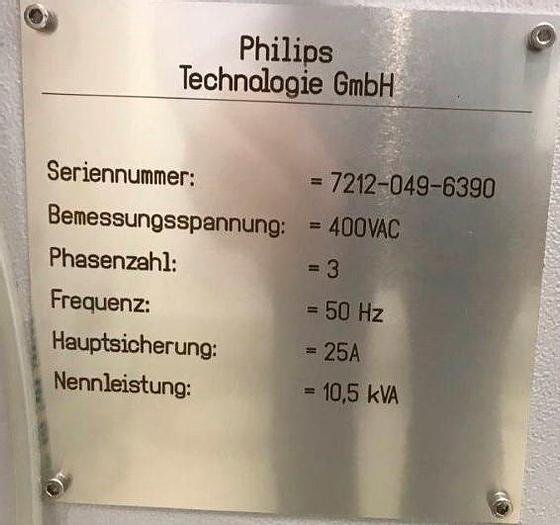 Philips
Technologie GmbH
Seriennummer: = 7212-049-6390
Bemessungsspannung: = 400VAC
Phasenzahl: = 3
Frequenz: = 50 Hz
Hauptsicherung: = 25A
Nennleistung: = 10,5 kVA